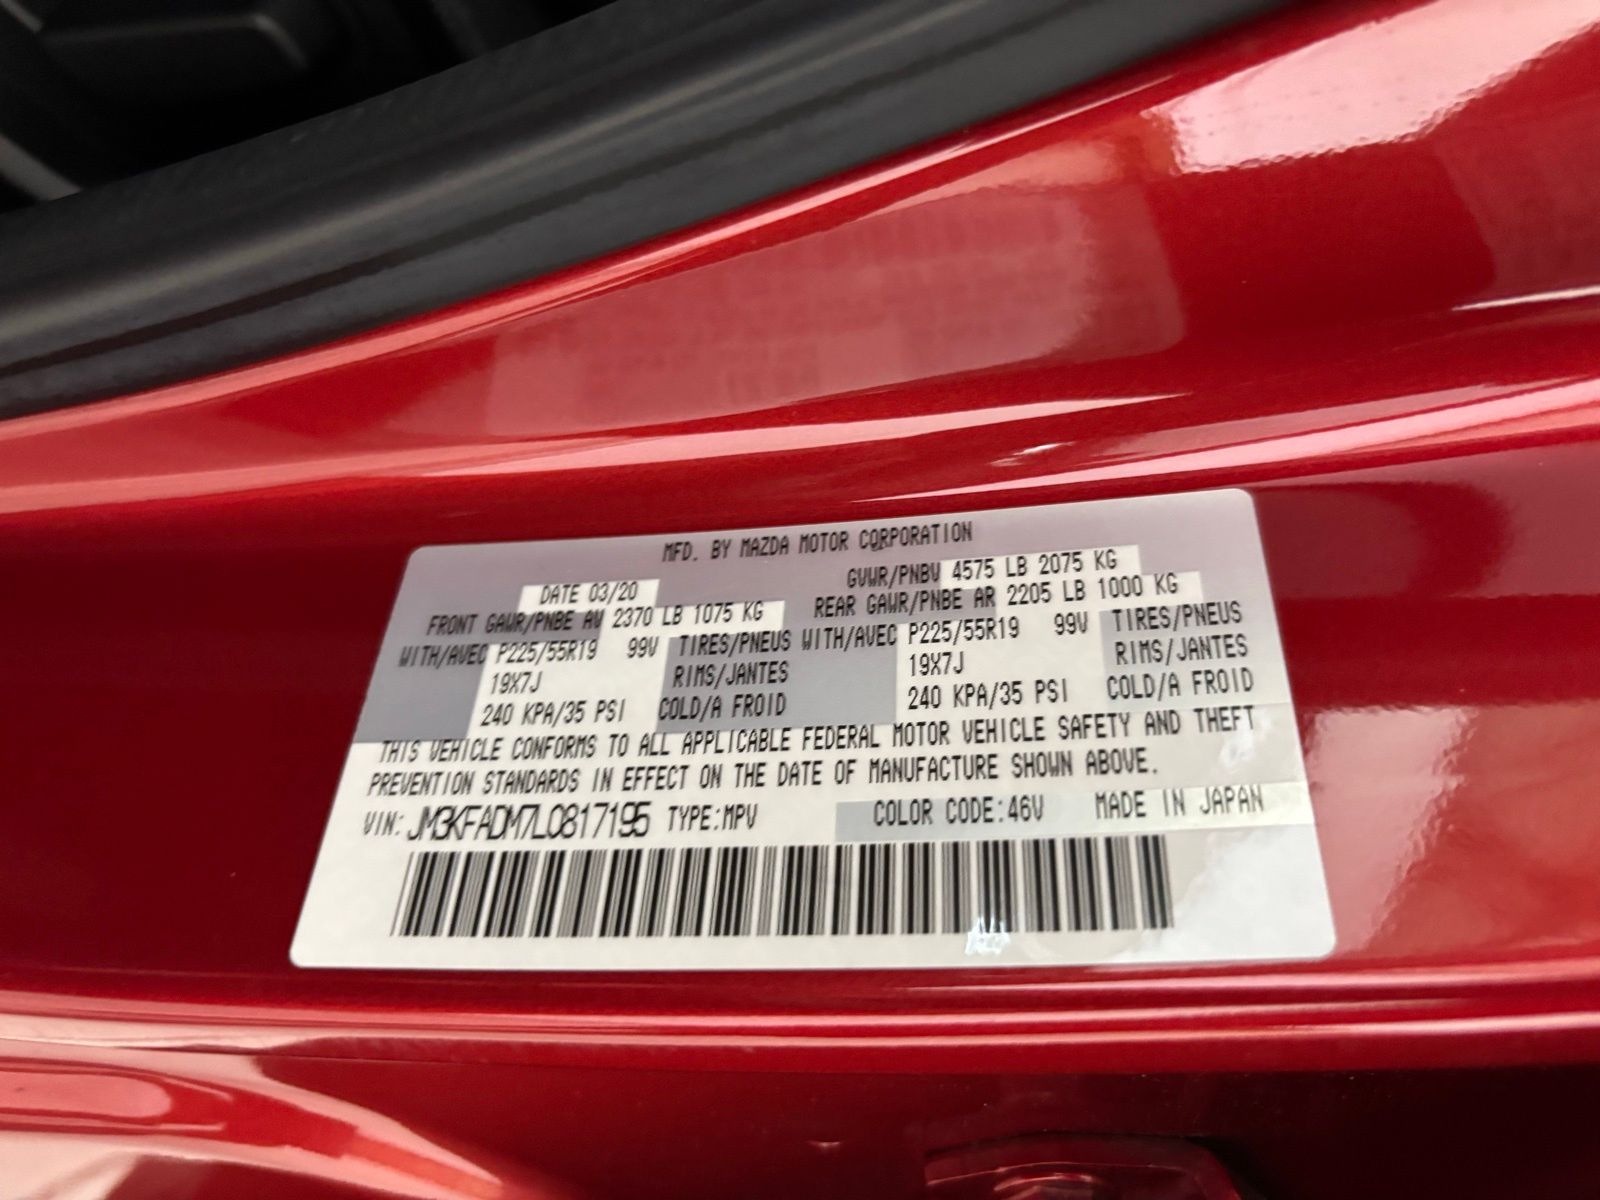 MFD. BY MAZDA MOTOR CORPORATION
DATE 03/20 GVWR/PNBV 4575 LB 2075 KG
FRONT GAWR/PNBE AV 2370 LB 1075 KG REAR GAWR/PNBE AR 2205 LB 1000 KG
WITH/AVEC P225/55R19 99V TIRES/PNEUS WITH/AVEC P225/55R19 99V TIRES/PNEUS
19X7J RIMS/JANTES 19X7J RIMS/JANTES
240 KPA/35 PSI COLD/A FROID 240 KPA/35 PSI COLD/A FROID
THIS VEHICLE CONFORMS TO ALL APPLICABLE FEDERAL MOTOR VEHICLE SAFETY AND THEFT
PREVENTION STANDARDS IN EFFECT ON THE DATE OF MANUFACTURE SHOWN ABOVE.
VIN: JM3KFADM7L0817195 TYPE:MPV COLOR CODE:46V MADE IN JAPAN